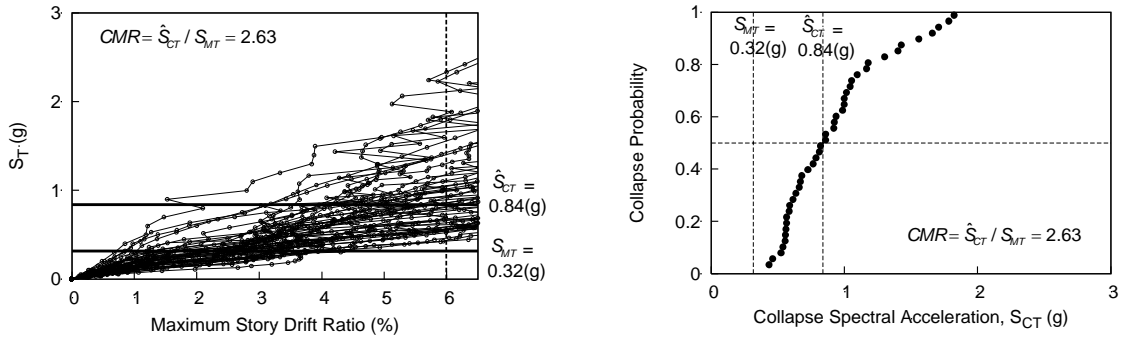 3
2
1
0
S_T (g)
CMR = Ŝ_CT / S_MT = 2.63
Ŝ_CT =
0.84(g)
S_MT =
0.32(g)
0 1 2 3 4 5 6
Maximum Story Drift Ratio (%)
1
0.8
0.6
0.4
0.2
0
Collapse Probability
S_MT =
0.32(g)
Ŝ_CT =
0.84(g)
CMR = Ŝ_CT / S_MT = 2.63
0 1 2 3
Collapse Spectral Acceleration, S_CT (g)